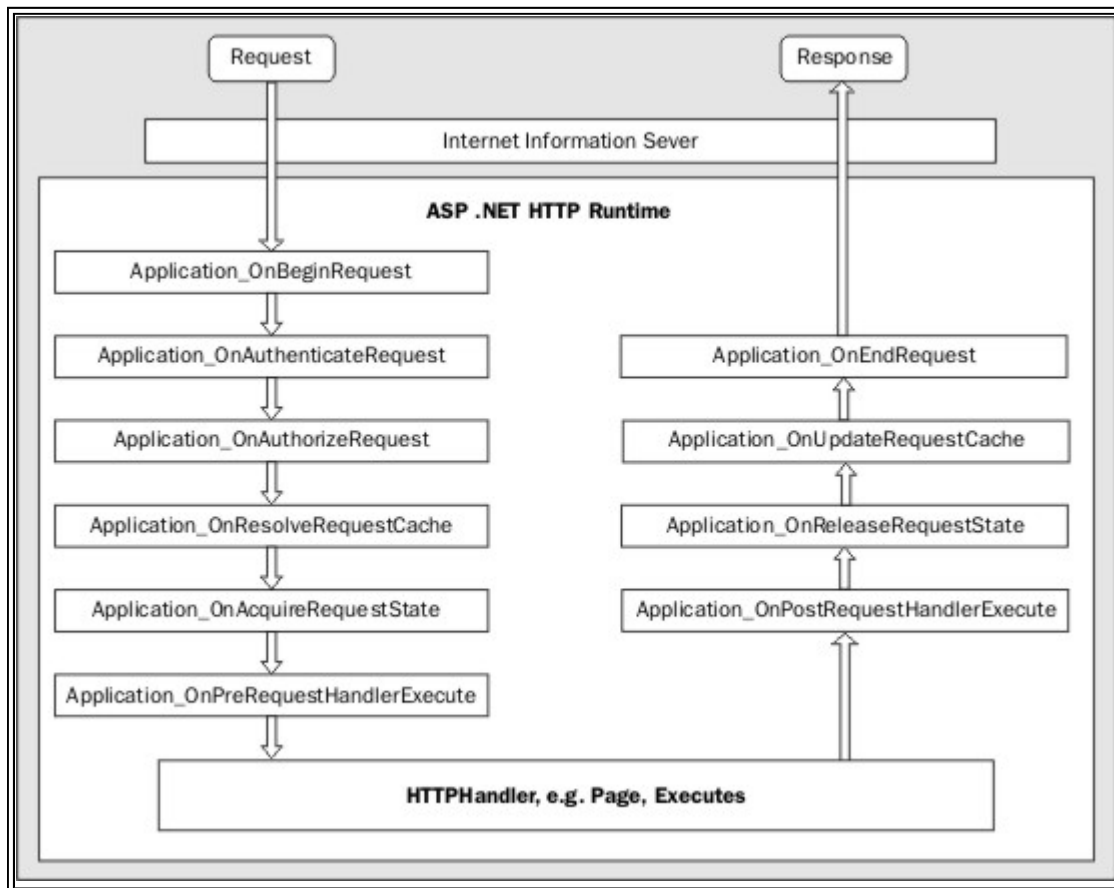 Request
Response
Internet Information Sever
ASP .NET HTTP Runtime
Application_OnBeginRequest
Application_OnAuthenticateRequest
Application_OnAuthorizeRequest
Application_OnResolveRequestCache
Application_OnAcquireRequestState
Application_OnPreRequestHandlerExecute
HTTPHandler, e.g. Page, Executes
Application_OnPostRequestHandlerExecute
Application_OnReleaseRequestState
Application_OnUpdateRequestCache
Application_OnEndRequest